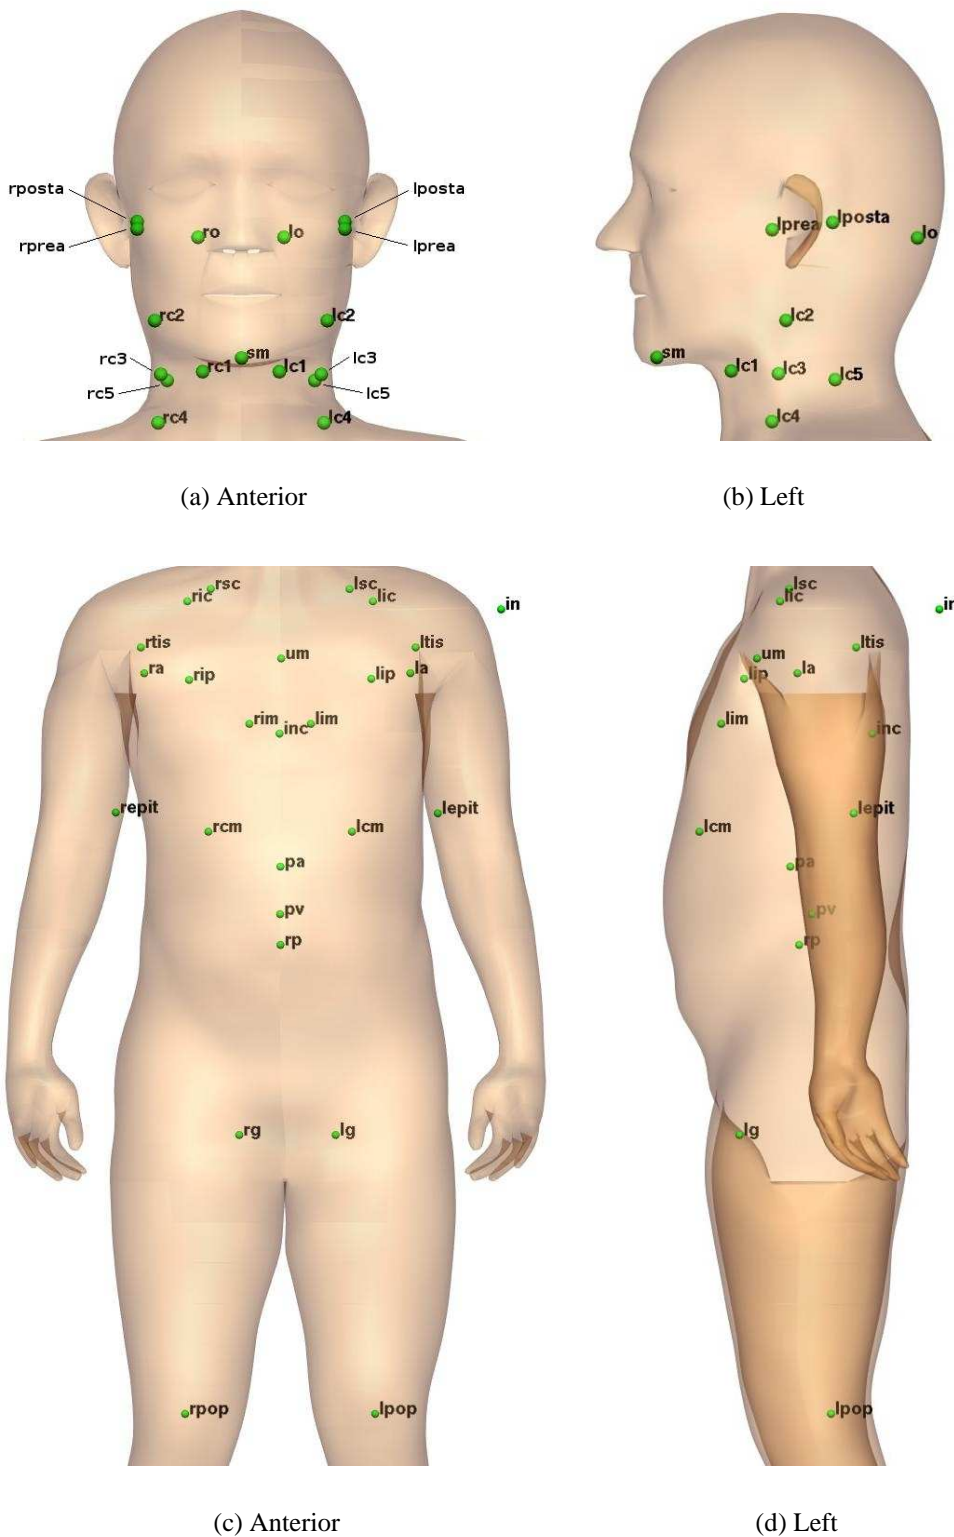 rposta
lposta
rprea
ro
lo
lprea
rc2
lc2
sm
rc3
rc1
lc1
lc3
rc5
lc5
rc4
lc4
lprea
lposta
lo
lc2
sm
lc1
lc3
lc5
lc4
(a) Anterior
(b) Left
rsc
lsc
ric
lic
in
rtis
ltis
um
ra
rip
lip
la
rim
lim
inc
repit
lepit
rcm
lcm
pa
pv
rp
rg
lg
rpop
lpop
lsc
lic
in
ltis
um
la
lip
lim
inc
lepit
lcm
pa
pv
rp
lg
lpop
(c) Anterior
(d) Left